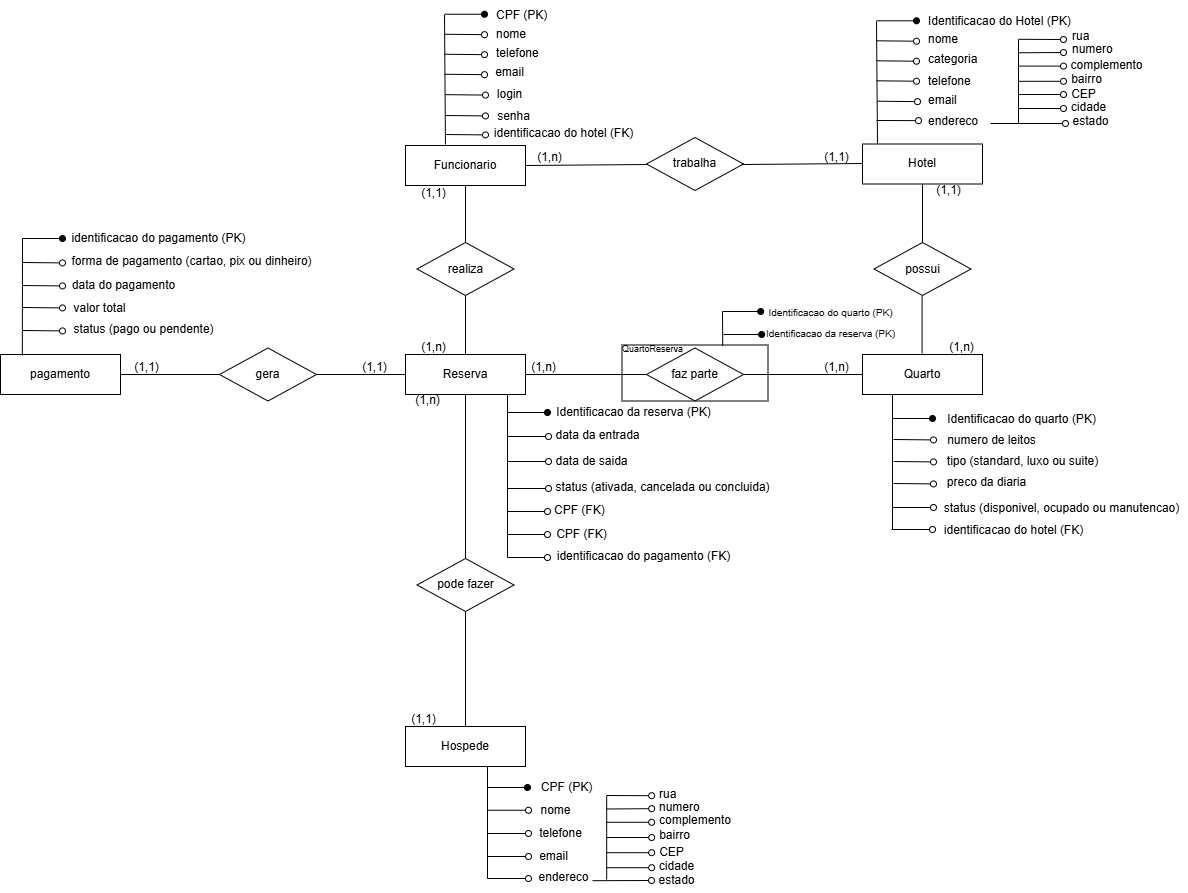 CPF (PK)
nome
telefone
email
login
senha
identificacao do hotel (FK)
Funcionario
(1,n)
trabalha
(1,1)
Identificacao do Hotel (PK)
nome
categoria
telefone
email
endereco
rua
numero
complemento
bairro
CEP
cidade
estado
Hotel
(1,1)
(1,1)
realiza
possui
identificacao do pagamento (PK)
forma de pagamento (cartao, pix ou dinheiro)
data do pagamento
valor total
status (pago ou pendente)
pagamento
(1,1)
gera
(1,1)
(1,n)
Reserva
(1,n)
(1,n)
Identificacao do quarto (PK)
Identificacao da reserva (PK)
QuartoReserva
faz parte
(1,n)
(1,n)
Quarto
Identificacao da reserva (PK)
data da entrada
data de saida
status (ativada, cancelada ou concluida)
CPF (FK)
CPF (FK)
identificacao do pagamento (FK)
Identificacao do quarto (PK)
numero de leitos
tipo (standard, luxo ou suite)
preco da diaria
status (disponivel, ocupado ou manutencao)
identificacao do hotel (FK)
pode fazer
(1,1)
Hospede
CPF (PK)
nome
telefone
email
endereco
rua
numero
complemento
bairro
CEP
cidade
estado